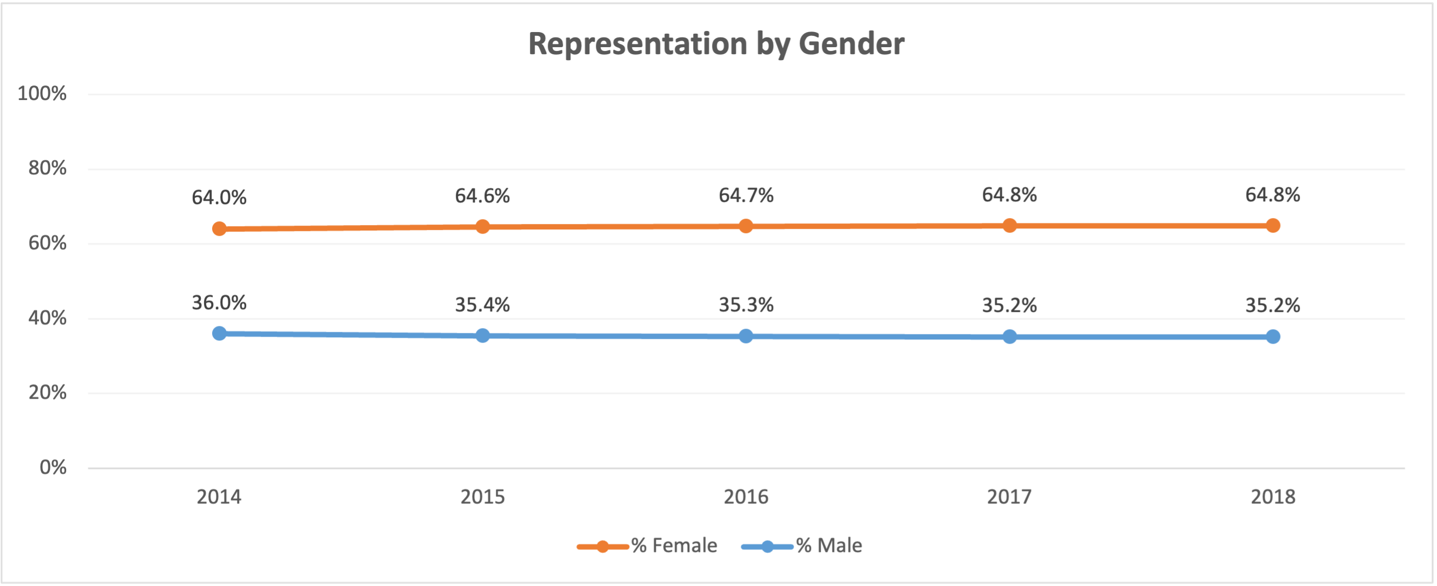 Representation by Gender
100%
80%
64.0% 64.6% 64.7% 64.8% 64.8%
60%
36.0% 35.4% 35.3% 35.2% 35.2%
40%
20%
0%
2014 2015 2016 2017 2018
% Female % Male